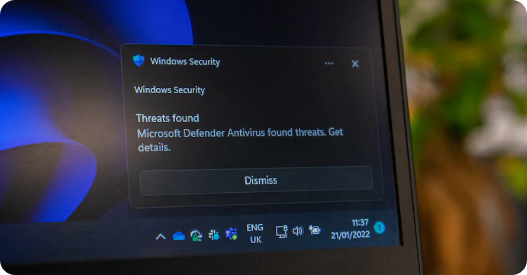 Windows Security
Windows Security
Threats found
Microsoft Defender Antivirus found threats. Get
details.
Dismiss
ENG
UK
11:37
21/01/2022
1